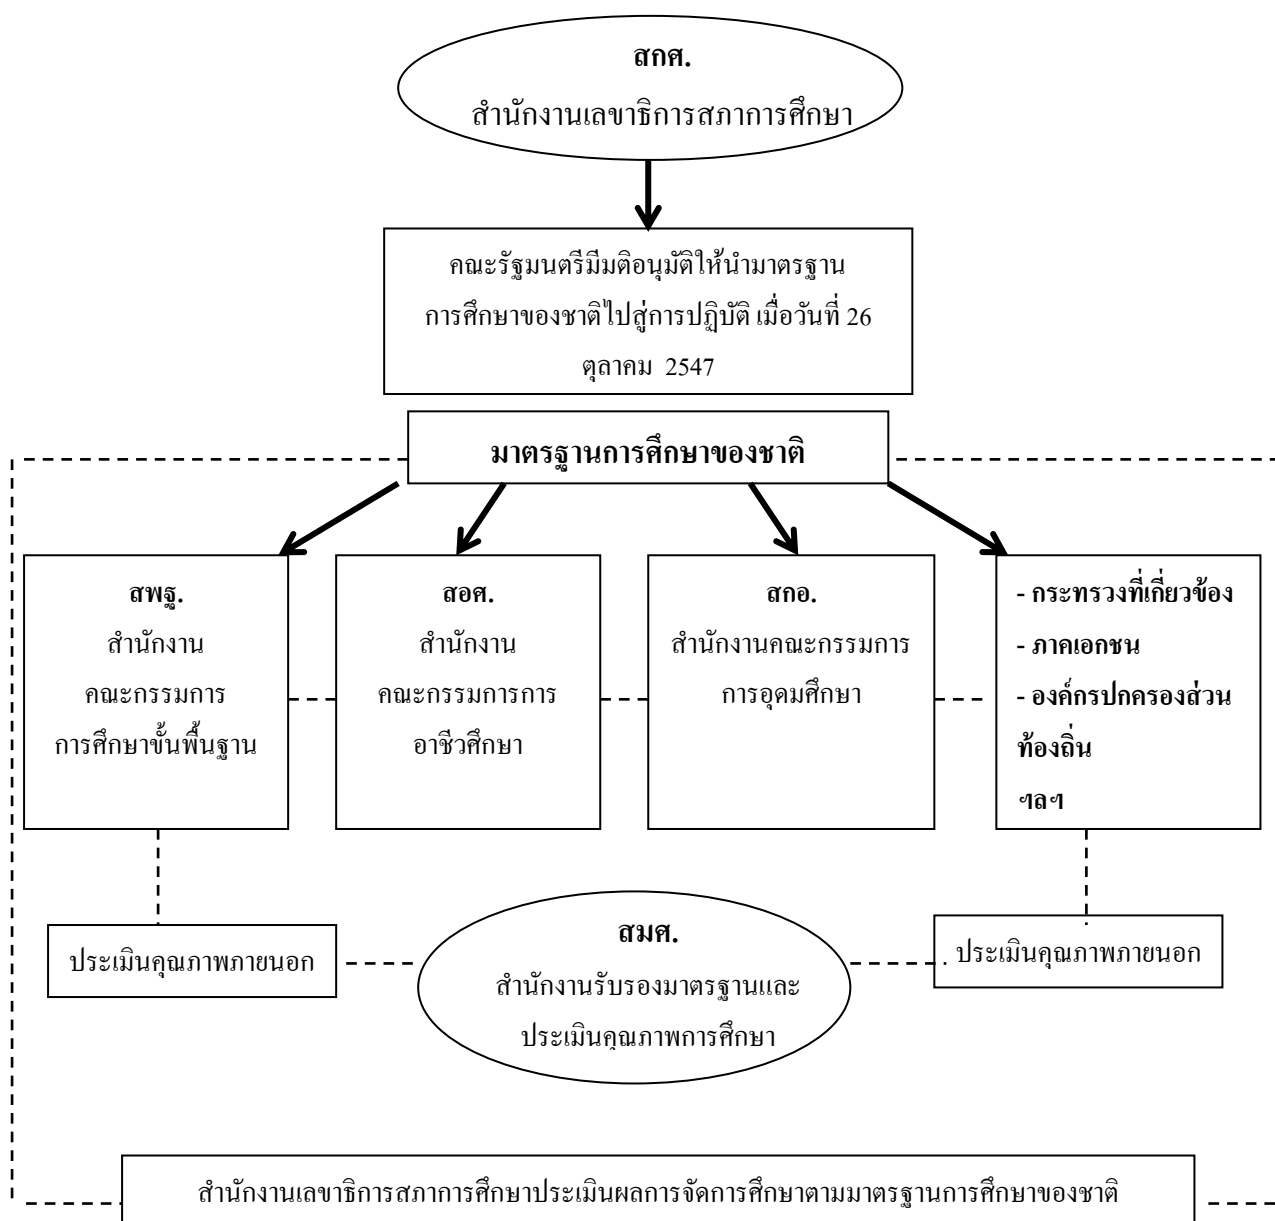 สกศ.
สำนักงานเลขาธิการสภาการศึกษา
คณะรัฐมนตรีมีมติอนุมัติให้นำมาตรฐาน
การศึกษาของชาติไปสู่การปฏิบัติ เมื่อวันที่ 26
ตุลาคม 2547
มาตรฐานการศึกษาของชาติ
สพฐ.
สำนักงาน
คณะกรรมการ
การศึกษาขั้นพื้นฐาน
สอศ.
สำนักงาน
คณะกรรมการการ
อาชีวศึกษา
สกอ.
สำนักงานคณะกรรมการ
การอุดมศึกษา
- กระทรวงที่เกี่ยวข้อง
- ภาคเอกชน
- องค์กรปกครองส่วน
ท้องถิ่น
ฯลฯ
ประเมินคุณภาพภายนอก
สมศ.
สำนักงานรับรองมาตรฐานและ
ประเมินคุณภาพการศึกษา
ประเมินคุณภาพภายนอก
สำนักงานเลขาธิการสภาการศึกษาประเมินผลการจัดการศึกษาตามมาตรฐานการศึกษาของชาติ